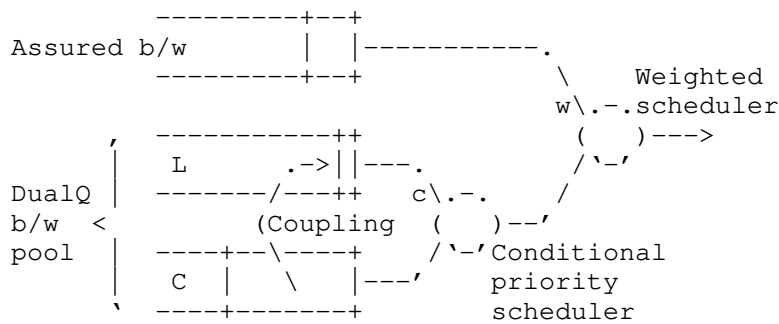 Assured b/w
Weighted
w scheduler
L
DualQ c
b/w (Coupling
pool Conditional
C priority
scheduler